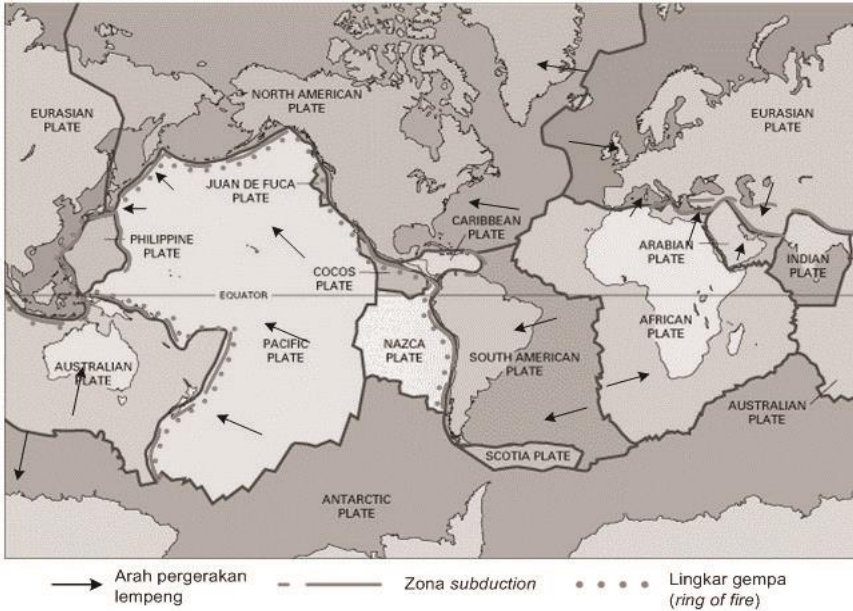 NORTH AMERICAN
PLATE
EURASIAN
PLATE
EURASIAN
PLATE
JUAN DE FUCA
PLATE
CARIBBEAN
PLATE
PHILIPPINE
PLATE
ARABIAN
PLATE
INDIAN
PLATE
COCOS
PLATE
EQUATOR
AFRICAN
PLATE
PACIFIC
PLATE
NAZCA
PLATE
SOUTH AMERICAN
PLATE
AUSTRALIAN
PLATE
AUSTRALIAN
PLATE
SCOTIA PLATE
ANTARCTIC
PLATE
Arah pergerakan
lempeng
Zona subduction
Lingkar gempa
(ring of fire)